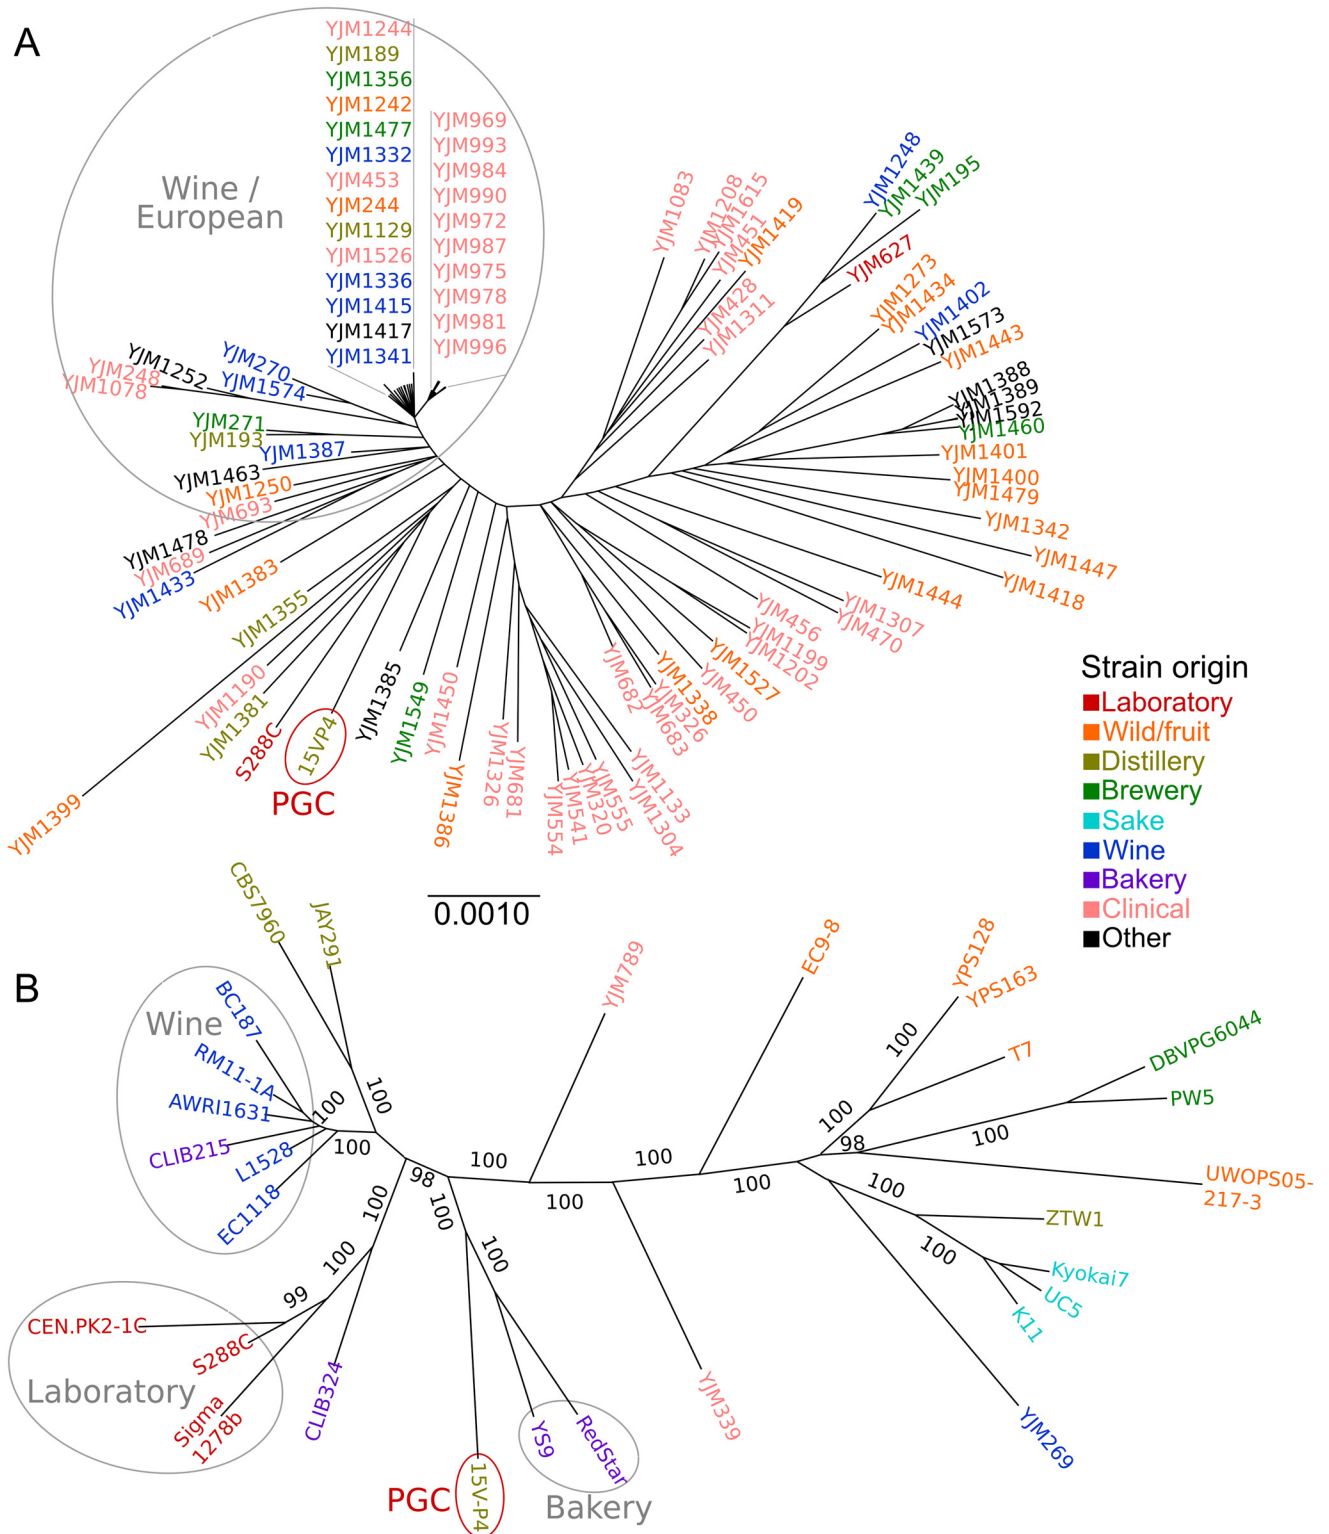 A
YJM1244
YJM189
YJM1356
YJM1242
YJM1477
YJM1332
YJM453
YJM244
YJM1129
YJM1526
YJM1336
YJM1415
YJM1417
YJM1341
YJM969
YJM993
YJM984
YJM990
YJM972
YJM987
YJM975
YJM978
YJM981
YJM996
Wine /
European
YJM1252
YJM248
YJM1078
YJM270
YJM1574
YJM271
YJM193
YJM1387
YJM1463
YJM1250
YJM693
YJM1478
YJM689
YJM1433
YJM1383
YJM1355
YJM1399
YJM1190
YJM1381
S288C
15VP4
PGC
YJM1385
YJM1549
YJM1450
YJM1386
YJM1326
YJM681
YJM554
YJM541
YJM320
YJM555
YJM1304
YJM1133
YJM682
YJM683
YJM326
YJM1338
YJM450
YJM1527
YJM1202
YJM1199
YJM456
YJM470
YJM1307
YJM1444
YJM1418
YJM1447
YJM1342
YJM1479
YJM1400
YJM1401
YJM1460
YJM1592
YJM1389
YJM1388
YJM1443
YJM1573
YJM1402
YJM1434
YJM1273
YJM627
YJM195
YJM1439
YJM1248
YJM1311
YJM428
YJM1419
YJM451
YJM1615
YJM1208
YJM1083
0.0010
Strain origin
Laboratory
Wild/fruit
Distillery
Brewery
Sake
Wine
Bakery
Clinical
Other
B
CBS7960
JAY291
Wine
BC187
RM11-1A
AWRI1631
CLIB215
L1528
EC1118
100
100
100
98
100
100
99
CEN.PK2-1C
S288C
Laboratory
Sigma
1278b
CLIB324
100
100
PGC
15V-P4
YS9
RedStar
Bakery
100
100
YJM789
YJM339
100
100
EC9-8
YPS128
YPS163
100
T7
100
98
100
DBVPG6044
PW5
UWOPS05-
217-3
100
ZTW1
100
Kyokai7
UC5
K11
YJM269